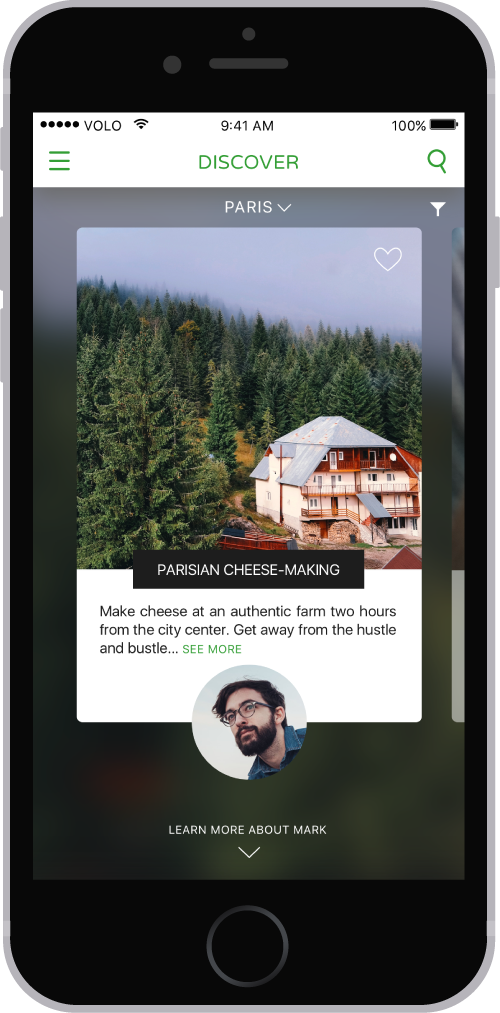 VOLO 9:41 AM 100%
DISCOVER
PARIS
PARISIAN CHEESE-MAKING
Make cheese at an authentic farm two hours
from the city center. Get away from the hustle
and bustle... SEE MORE
LEARN MORE ABOUT MARK